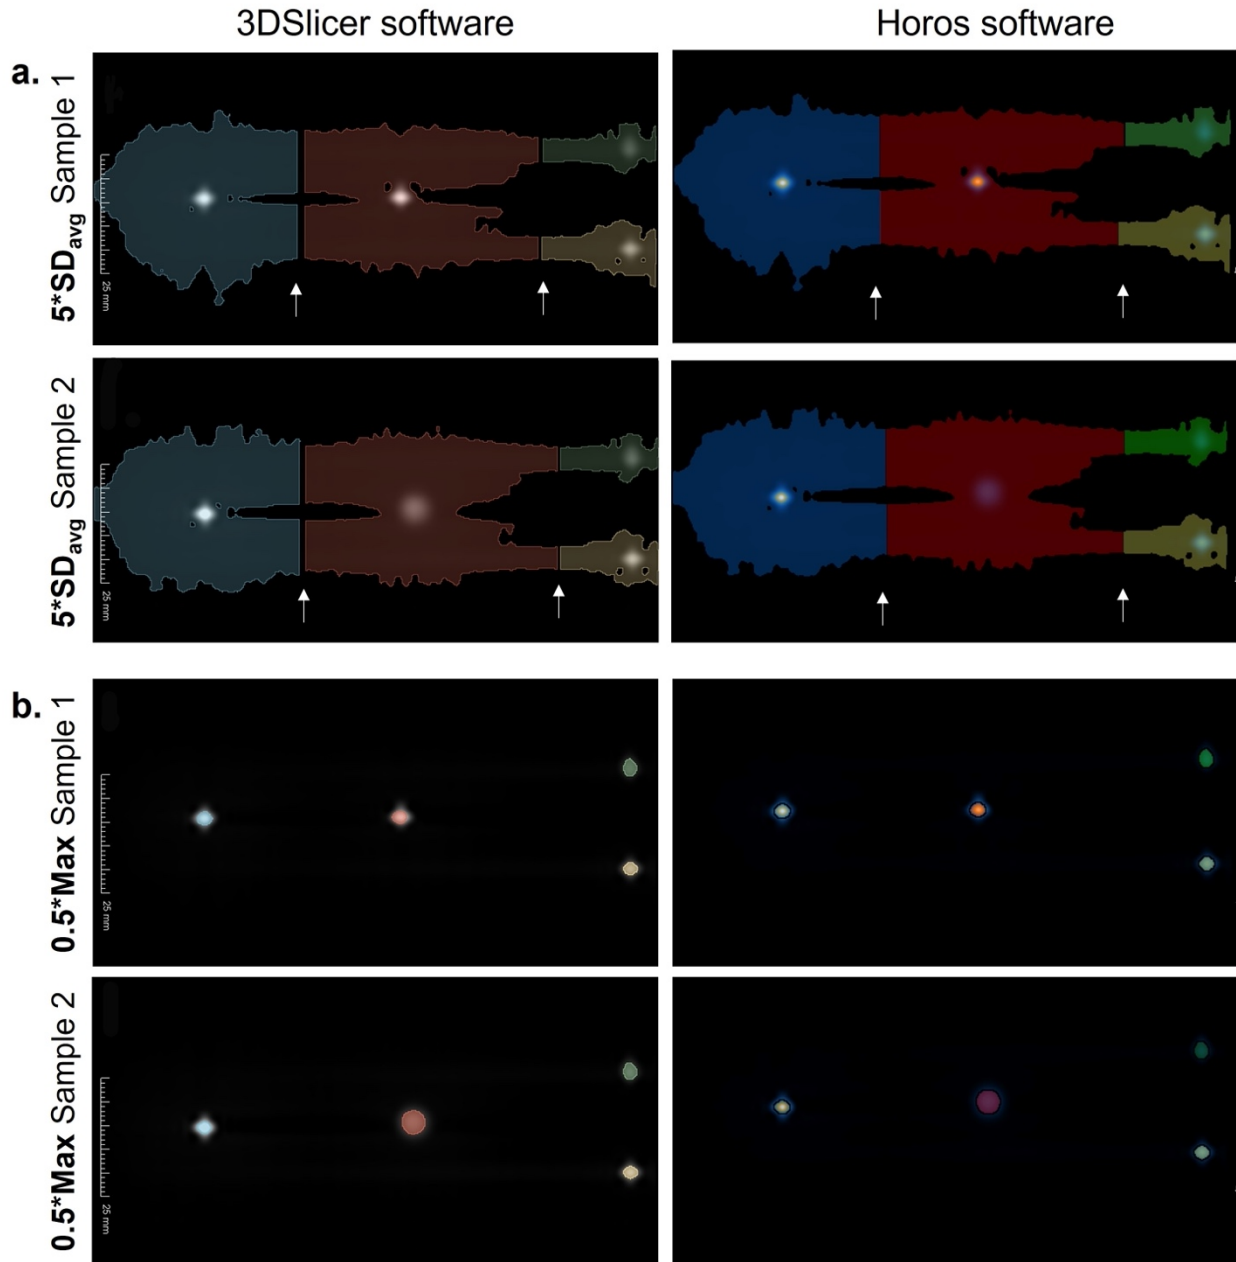 3DSlicer software
Horos software
a.
5*SDavg Sample 1
25 mm
5*SDavg Sample 2
25 mm
b.
0.5*Max Sample 1
25 mm
0.5*Max Sample 2
25 mm